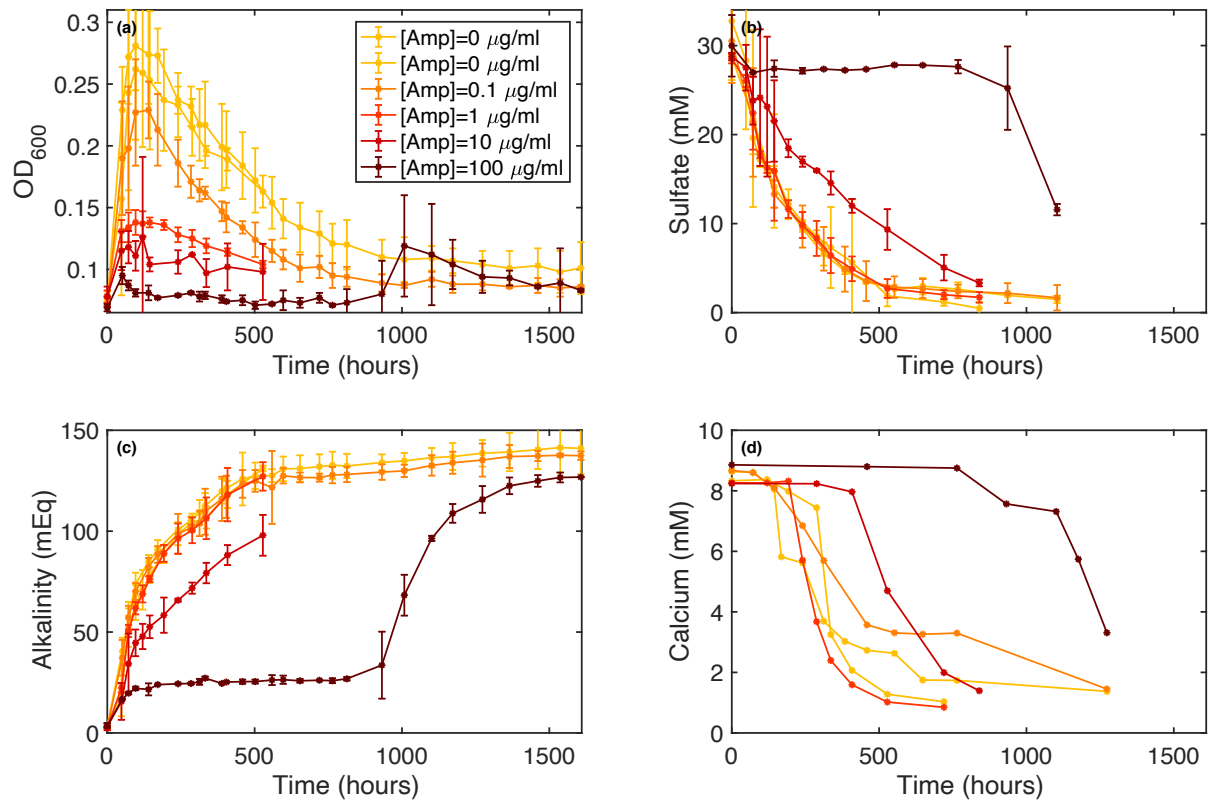 (a)
0.3
0.25
0.2
0.15
0.1
OD600
[Amp]=0 μg/ml
[Amp]=0 μg/ml
[Amp]=0.1 μg/ml
[Amp]=1 μg/ml
[Amp]=10 μg/ml
[Amp]=100 μg/ml
0 500 1000 1500
Time (hours)
(b)
30
20
10
0
Sulfate (mM)
0 500 1000 1500
Time (hours)
(c)
150
100
50
0
Alkalinity (mEq)
0 500 1000 1500
Time (hours)
(d)
10
8
6
4
2
0
Calcium (mM)
0 500 1000 1500
Time (hours)